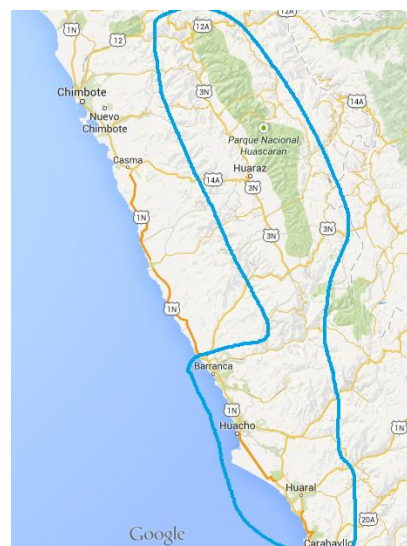 1N
12A
12
3N
Chimbote
14A
Nuevo
Chimbote
Parque Nacional
Huascarán
Casma
Huaraz
14A
3N
1N
3N
3N
1N
Barranca
1N
Huacho
1N
Huaral
20A
Google
Carabayllo